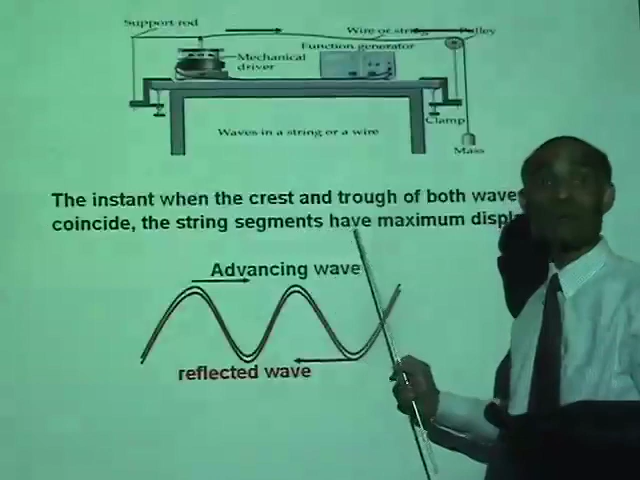 Support rod
Wire or string Pulley
Function generator
Mechanical
driver
Clamp
Waves in a string or a wire
Mass
The instant when the crest and trough of both wave
coincide, the string segments have maximum displ
Advancing wave
reflected wave